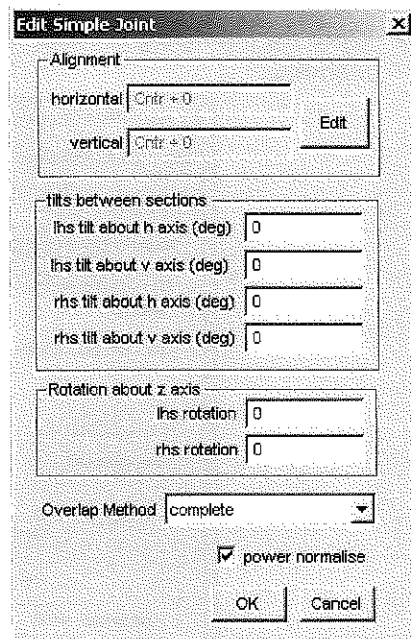 Edit Simple Joint
Alignment
horizontal Cntr + 0
vertical Cntr + 0
Edit
tilts between sections
lhs tilt about h axis (deg) 0
lhs tilt about v axis (deg) 0
rhs tilt about h axis (deg) 0
rhs tilt about v axis (deg) 0
Rotation about z axis
lhs rotation 0
rhs rotation 0
Overlap Method complete
power normalise
OK Cancel